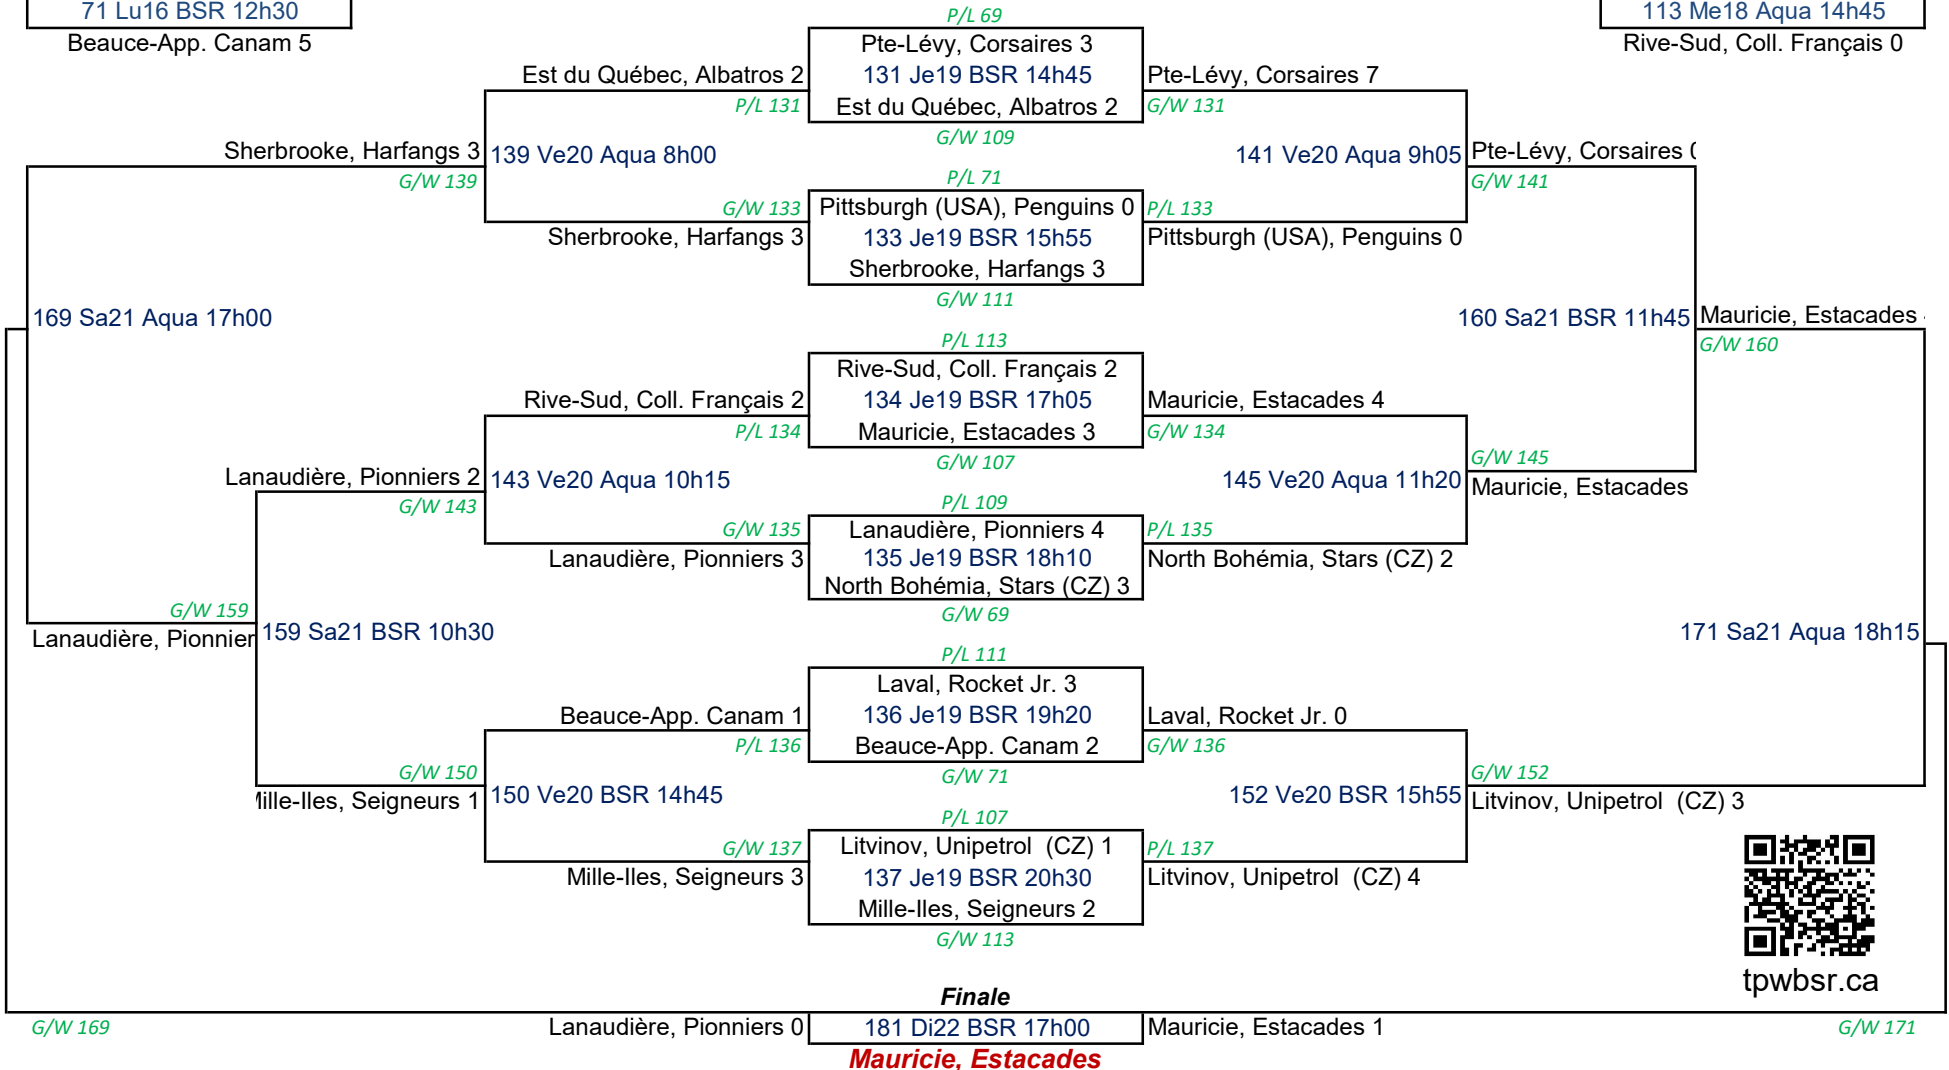 71 Lu16 BSR 12h30
Beauce-App. Canam 5
113 Me18 Aqua 14h45
Rive-Sud, Coll. Français 0
P/L 69
Pte-Lévy, Corsaires 3
131 Je19 BSR 14h45
Est du Québec, Albatros 2
G/W 109
Est du Québec, Albatros 2
P/L 131
Pte-Lévy, Corsaires 7
G/W 131
Sherbrooke, Harfangs 3
G/W 139
139 Ve20 Aqua 8h00
141 Ve20 Aqua 9h05
Pte-Lévy, Corsaires
G/W 141
P/L 71
Pittsburgh (USA), Penguins 0
133 Je19 BSR 15h55
Sherbrooke, Harfangs 3
G/W 111
G/W 133
Sherbrooke, Harfangs 3
P/L 133
Pittsburgh (USA), Penguins 0
169 Sa21 Aqua 17h00
160 Sa21 BSR 11h45
Mauricie, Estacades
G/W 160
P/L 113
Rive-Sud, Coll. Français 2
134 Je19 BSR 17h05
Mauricie, Estacades 3
G/W 107
Rive-Sud, Coll. Français 2
P/L 134
Mauricie, Estacades 4
G/W 134
Lanaudière, Pionniers 2
G/W 143
143 Ve20 Aqua 10h15
145 Ve20 Aqua 11h20
G/W 145
Mauricie, Estacades
P/L 109
Lanaudière, Pionniers 4
135 Je19 BSR 18h10
North Bohémia, Stars (CZ) 3
G/W 69
G/W 135
Lanaudière, Pionniers 3
P/L 135
North Bohémia, Stars (CZ) 2
G/W 159
Lanaudière, Pionnier
159 Sa21 BSR 10h30
171 Sa21 Aqua 18h15
P/L 111
Laval, Rocket Jr. 3
136 Je19 BSR 19h20
Beauce-App. Canam 2
G/W 71
Beauce-App. Canam 1
P/L 136
Laval, Rocket Jr. 0
G/W 136
G/W 150
Mille-Iles, Seigneurs 1
150 Ve20 BSR 14h45
152 Ve20 BSR 15h55
G/W 152
Litvinov, Unipetrol (CZ) 3
P/L 107
Litvinov, Unipetrol (CZ) 1
137 Je19 BSR 20h30
Mille-Iles, Seigneurs 2
G/W 113
G/W 137
Mille-Iles, Seigneurs 3
P/L 137
Litvinov, Unipetrol (CZ) 4
tpwbsr.ca
Finale
G/W 169
Lanaudière, Pionniers 0
181 Di22 BSR 17h00
Mauricie, Estacades 1
G/W 171
Mauricie, Estacades